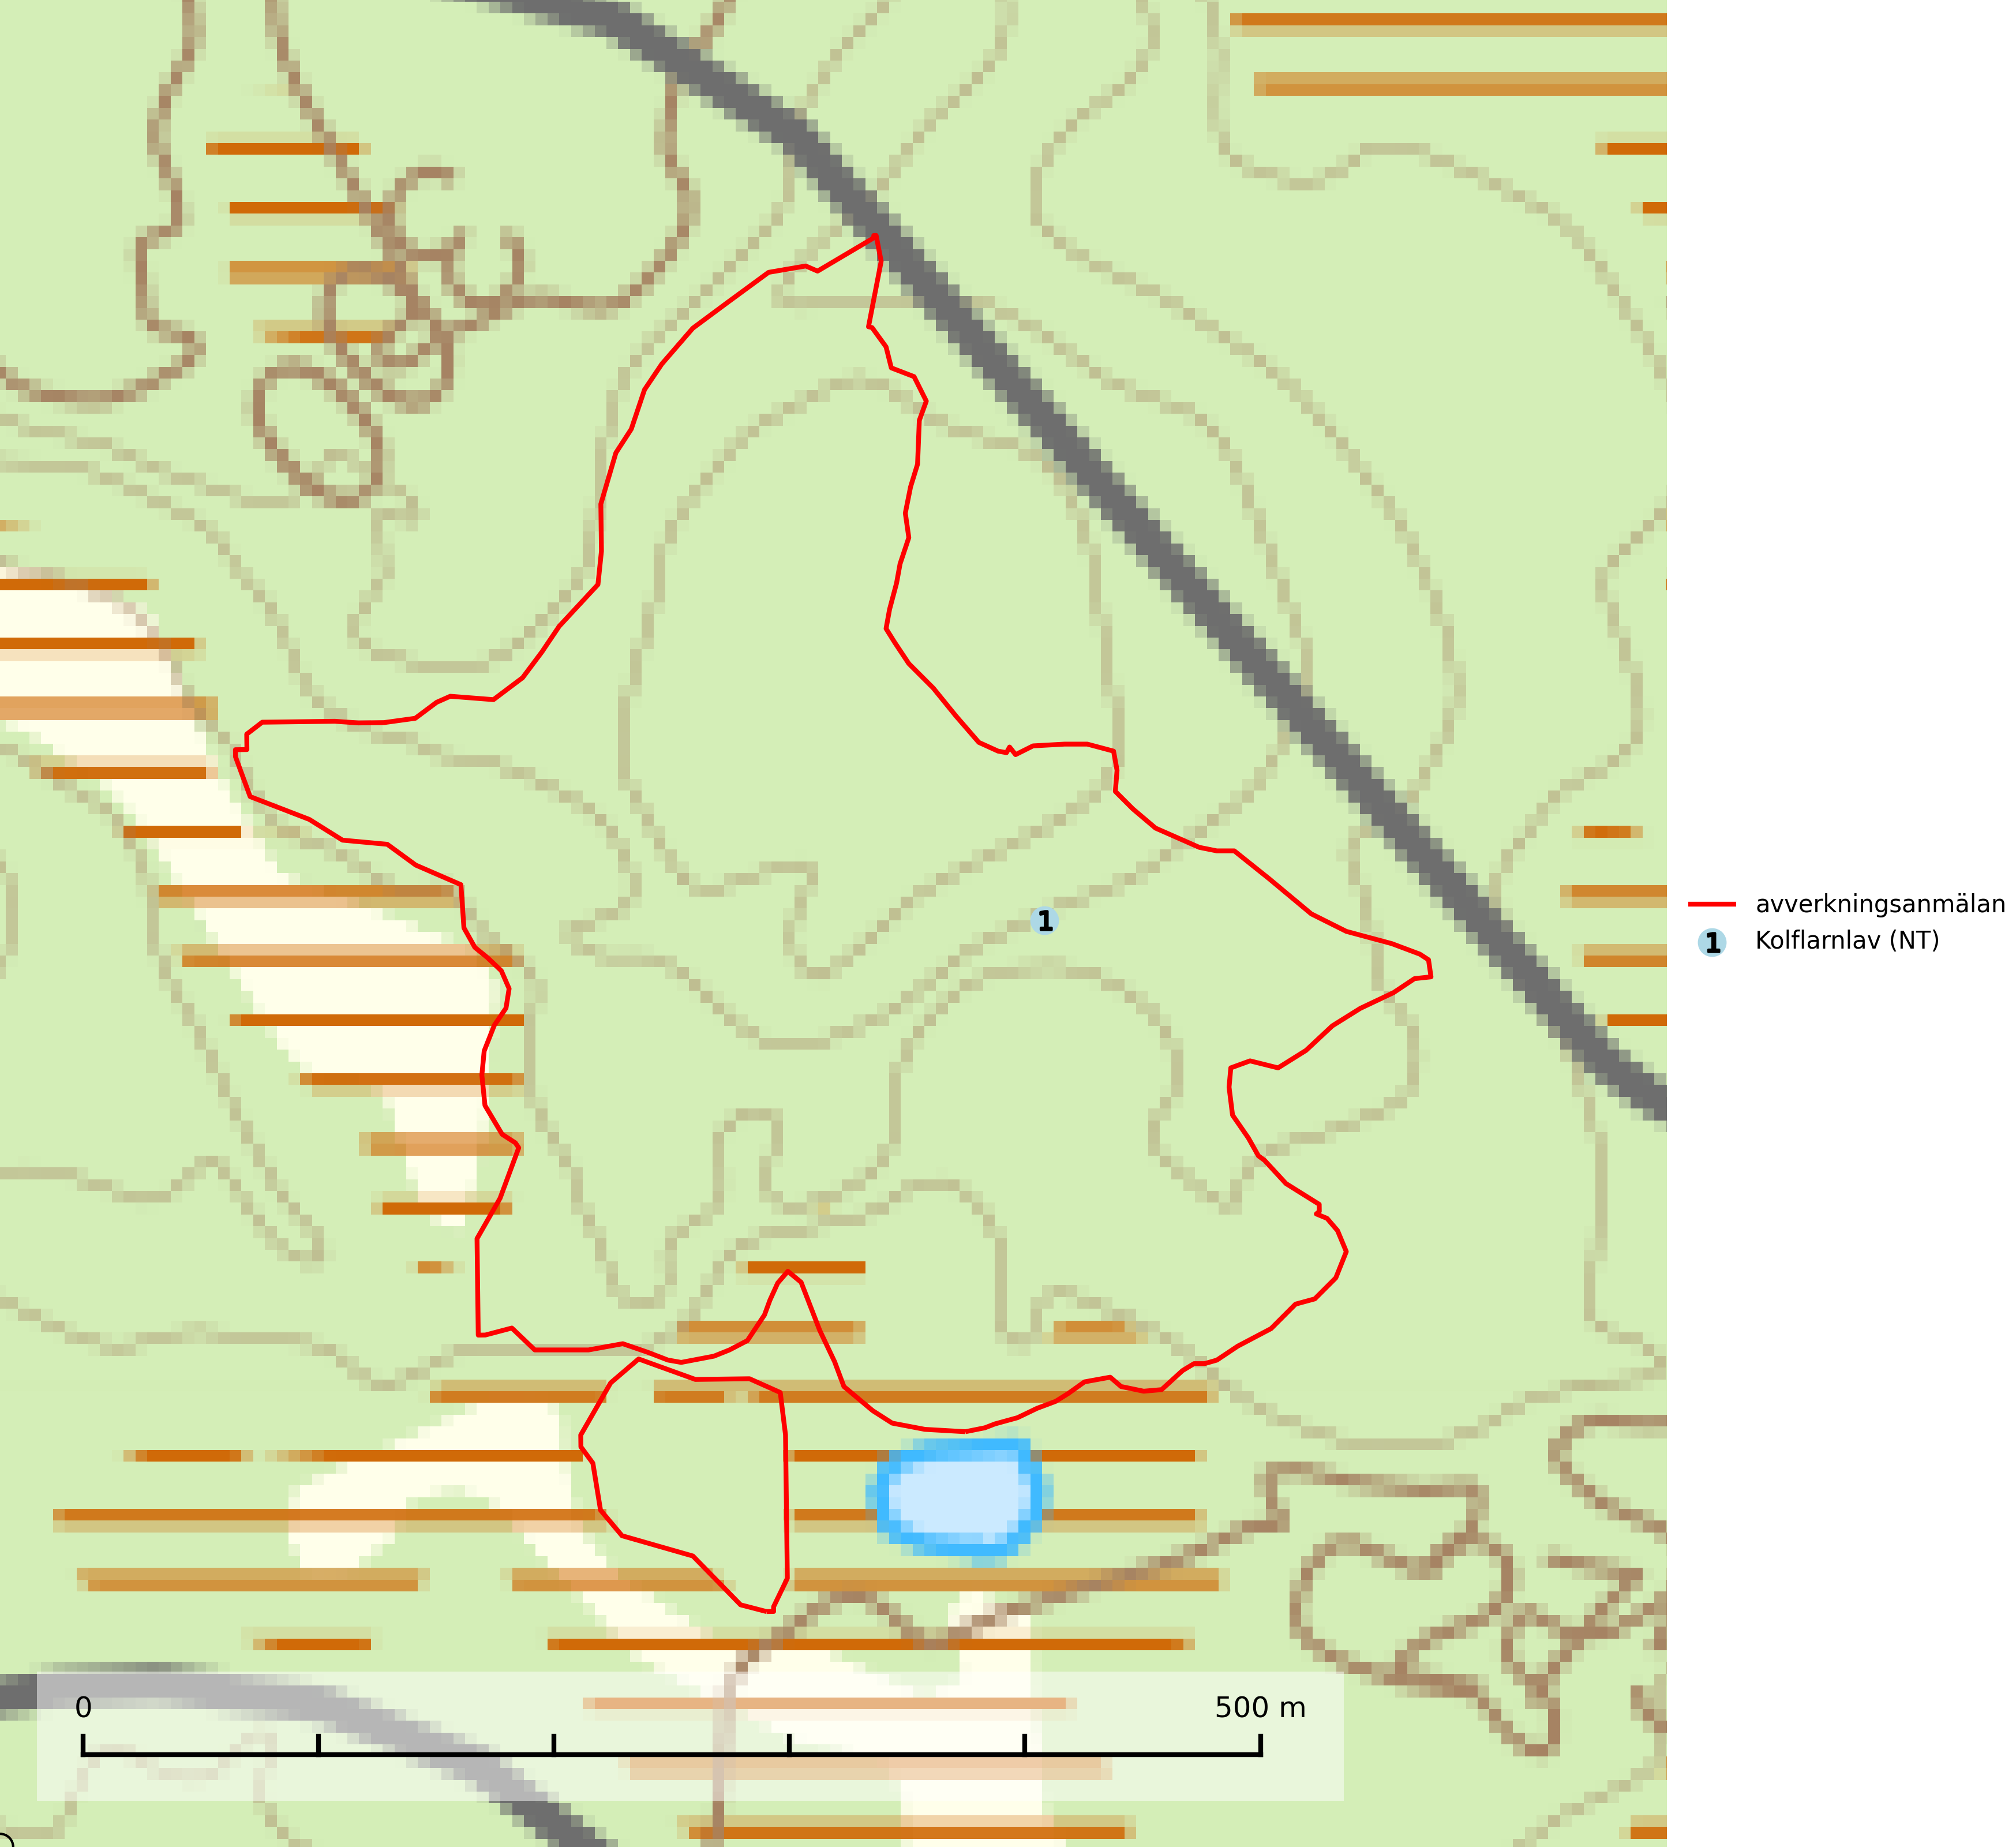 1
avverkningsanmälan
1 Kolflarnlav (NT)
0 500 m